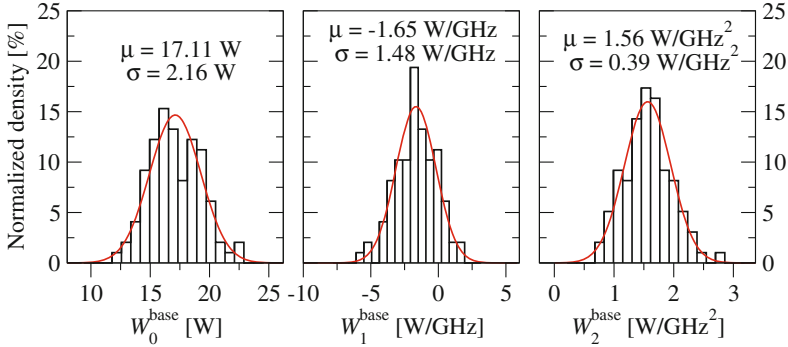 25
20
15
10
5
0
Normalized density [%]
μ = 17.11 W
σ = 2.16 W
10 15 20 25
W₀ᵇᵃˢᵉ [W]
μ = -1.65 W/GHz
σ = 1.48 W/GHz
-10 -5 0 5
W₁ᵇᵃˢᵉ [W/GHz]
μ = 1.56 W/GHz²
σ = 0.39 W/GHz²
0 1 2 3
W₂ᵇᵃˢᵉ [W/GHz²]
25
20
15
10
5
0